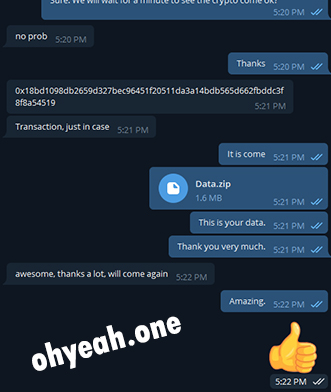 Sure. We will wait for a minute to see the crypto come ok?
5:20 PM
no prob 5:20 PM
Thanks 5:20 PM
0x18bd1098db2659d327bec96451f20511da3a14bdb565d662fbddc3f
8f8a54519 5:21 PM
Transaction, just in case 5:21 PM
It is come 5:21 PM
Data.zip
1.6 MB 5:21 PM
This is your data. 5:21 PM
Thank you very much. 5:21 PM
awesome, thanks a lot, will come again 5:22 PM
Amazing. 5:22 PM
ohyeah.one
5:22 PM